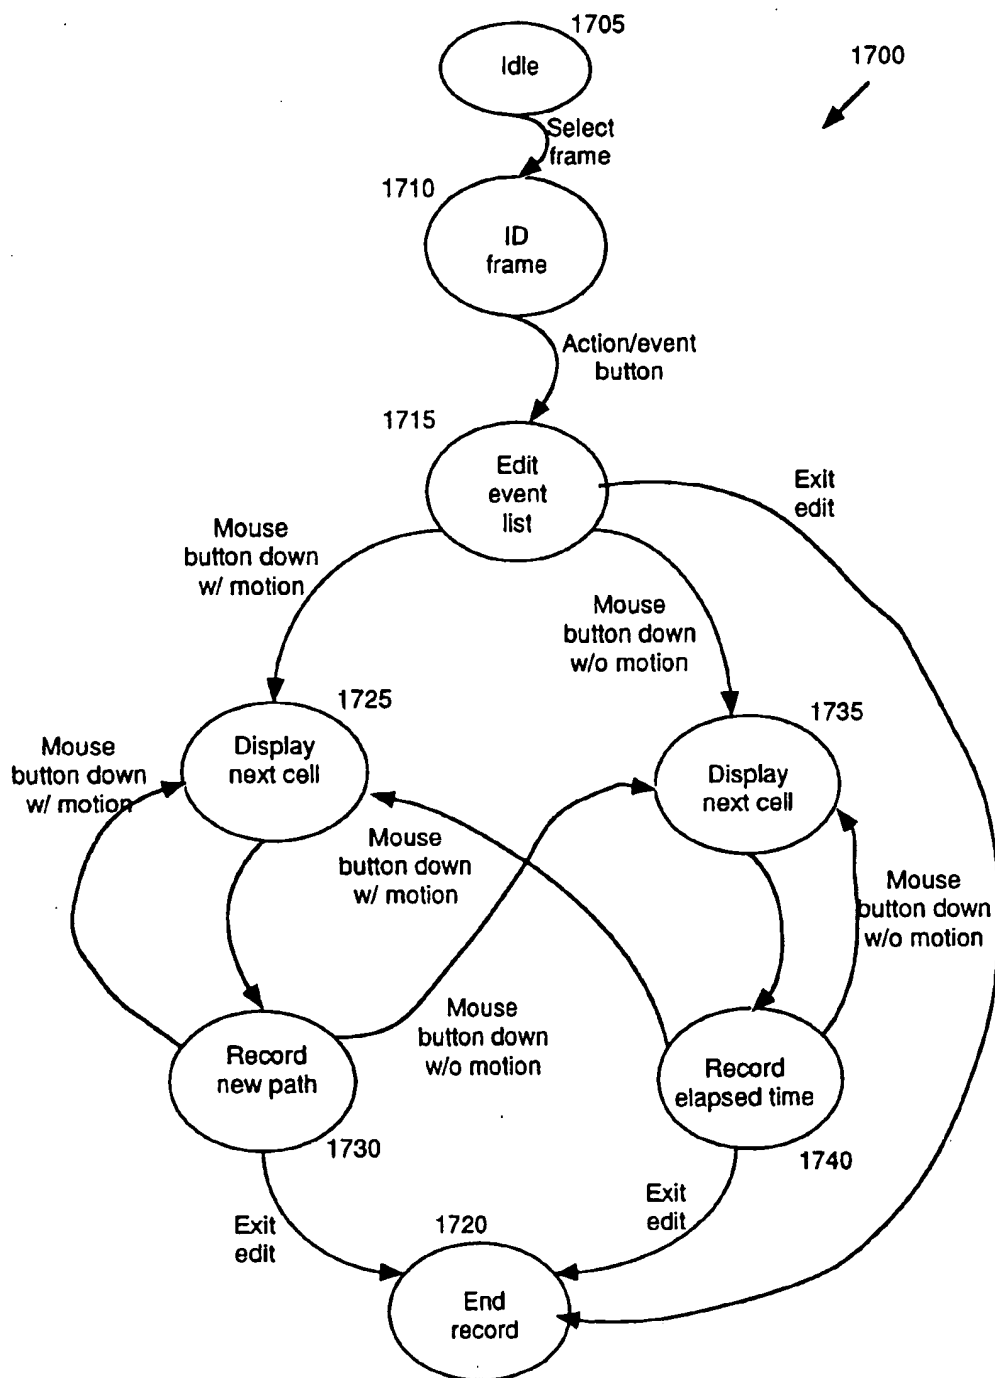 1705
Idle
1700
Select
frame
1710
ID
frame
Action/event
button
1715
Edit
event
list
Exit
edit
Mouse
button down
w/ motion
Mouse
button down
w/o motion
1725
Display
next cell
1735
Display
next cell
Mouse
button down
w/ motion
Mouse
button down
w/ motion
Mouse
button down
w/o motion
Mouse
button down
w/o motion
Record
new path
1730
Record
elapsed time
1740
Exit
edit
Exit
edit
1720
End
record